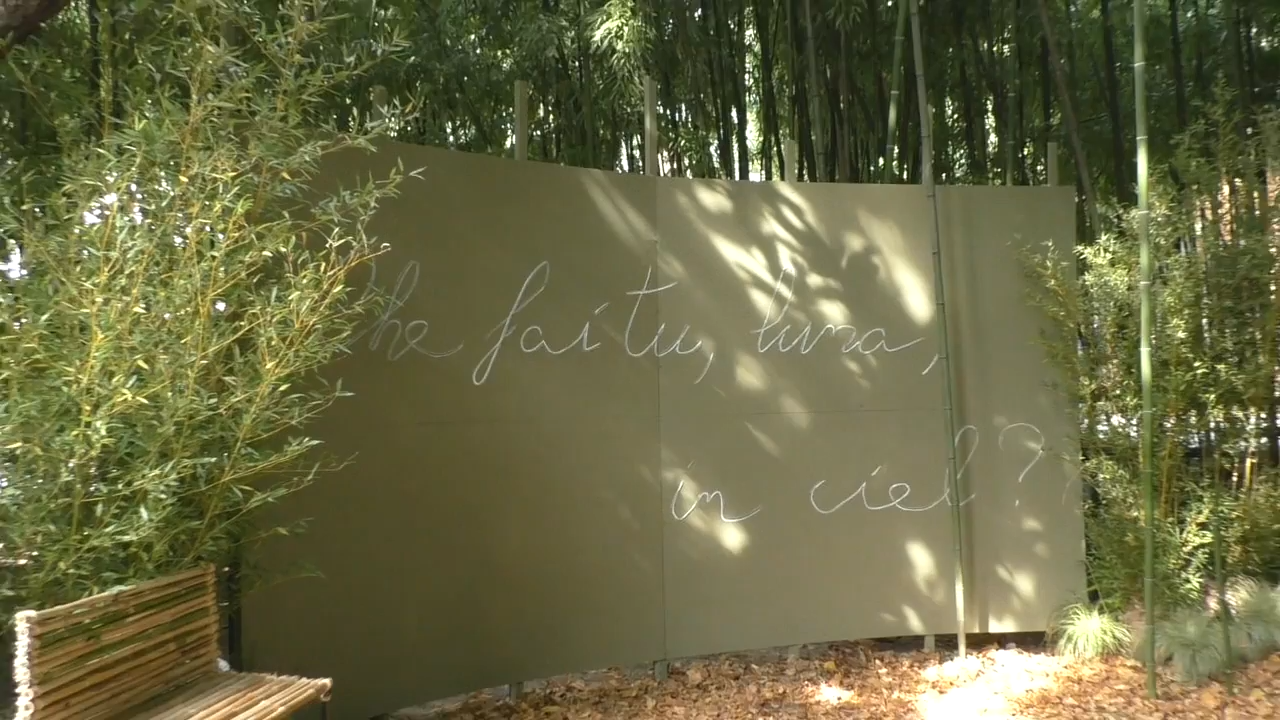 Che fai tu, luna,
in ciel?